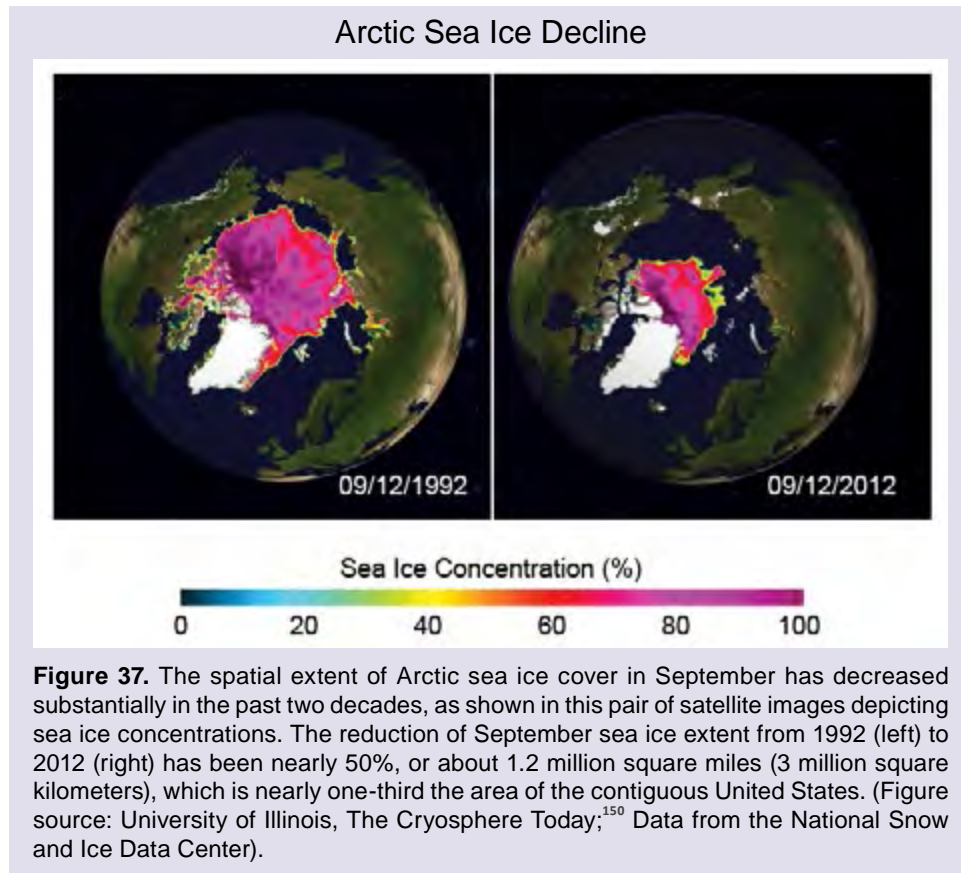 Arctic Sea Ice Decline
09/12/1992
09/12/2012
Sea Ice Concentration (%)
0 20 40 60 80 100
Figure 37. The spatial extent of Arctic sea ice cover in September has decreased
substantially in the past two decades, as shown in this pair of satellite images depicting
sea ice concentrations. The reduction of September sea ice extent from 1992 (left) to
2012 (right) has been nearly 50%, or about 1.2 million square miles (3 million square
kilometers), which is nearly one-third the area of the contiguous United States. (Figure
source: University of Illinois, The Cryosphere Today;150 Data from the National Snow
and Ice Data Center).